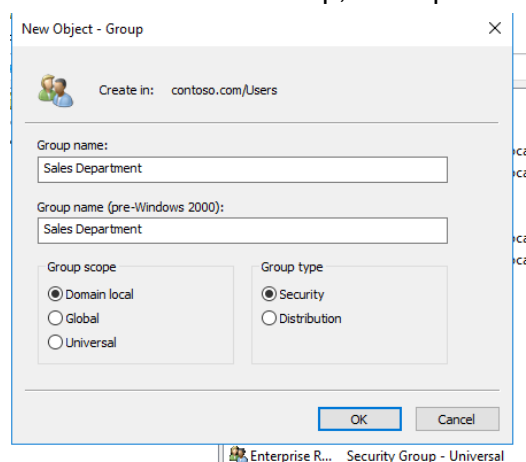 New Object - Group
Create in: contoso.com/Users
Group name:
Sales Department
Group name (pre-Windows 2000):
Sales Department
Group scope
Domain local
Global
Universal
Group type
Security
Distribution
OK
Cancel
Enterprise R... Security Group - Universal